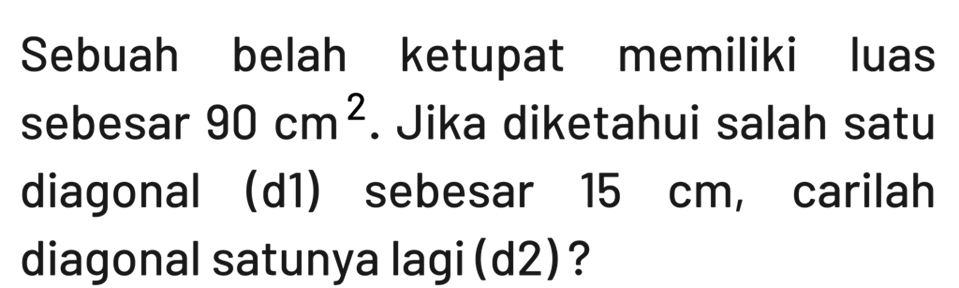 Sebuah belah ketupat memiliki luas
sebesar 90 cm². Jika diketahui salah satu
diagonal (d1) sebesar 15 cm, carilah
diagonal satunya lagi (d2) ?